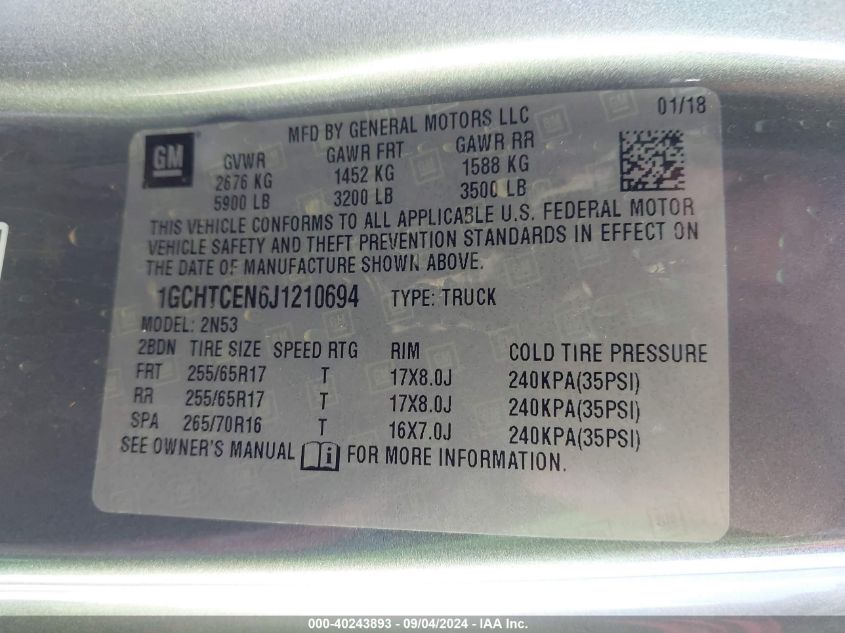 GM
MFD BY GENERAL MOTORS LLC
01/18
GVWR GAWR FRT GAWR RR
2676 KG 1452 KG 1588 KG
5900 LB 3200 LB 3500 LB
THIS VEHICLE CONFORMS TO ALL APPLICABLE U.S. FEDERAL MOTOR
VEHICLE SAFETY AND THEFT PREVENTION STANDARDS IN EFFECT ON
THE DATE OF MANUFACTURE SHOWN ABOVE.
1GCHTCEN6J1210694 TYPE: TRUCK
MODEL: 2N53
2BDN TIRE SIZE SPEED RTG RIM COLD TIRE PRESSURE
FRT 255/65R17 T 17X8.0J 240KPA(35PSI)
RR 255/65R17 T 17X8.0J 240KPA(35PSI)
SPA 265/70R16 T 16X7.0J 240KPA(35PSI)
SEE OWNER'S MANUAL i FOR MORE INFORMATION.
000-40243893 - 09/04/2024 - IAA Inc.